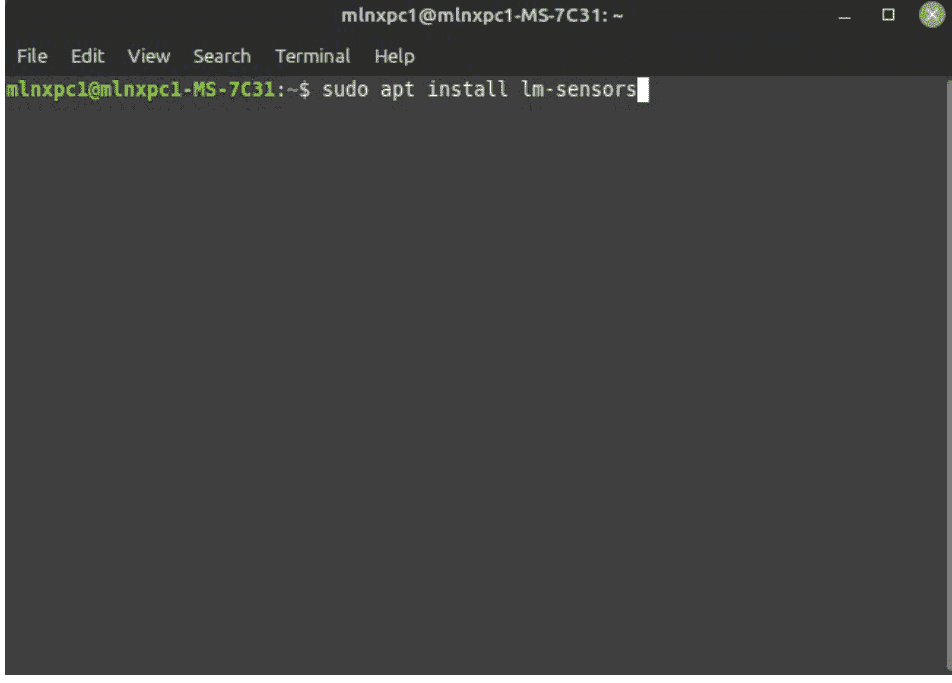 mlnxpc1@mlnxpc1-MS-7C31: ~
File Edit View Search Terminal Help
mlnxpc1@mlnxpc1-MS-7C31:~$ sudo apt install lm-sensors